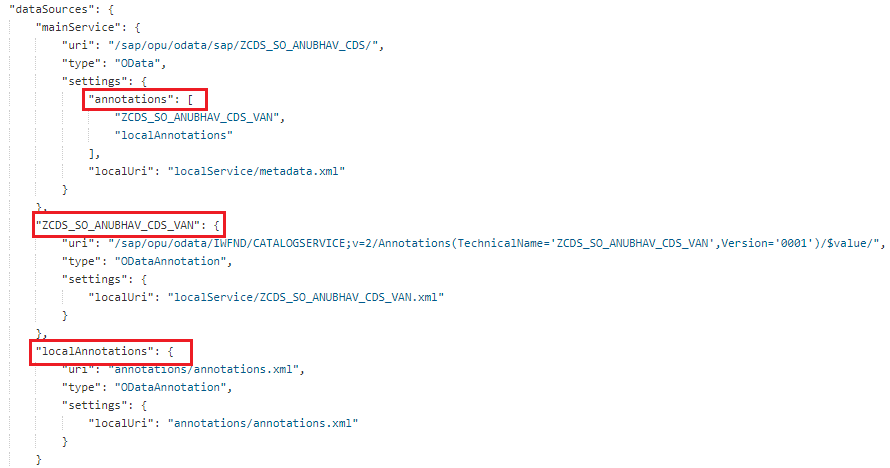 "dataSources": {
"mainService": {
"uri": "/sap/opu/odata/sap/ZCDS_SO_ANUBHAV_CDS/",
"type": "OData",
"settings": {
"annotations": [
"ZCDS_SO_ANUBHAV_CDS_VAN",
"localAnnotations"
],
"localUri": "localService/metadata.xml"
}
},
"ZCDS_SO_ANUBHAV_CDS_VAN": {
"uri": "/sap/opu/odata/IWFND/CATALOGSERVICE;v=2/Annotations(TechnicalName='ZCDS_SO_ANUBHAV_CDS_VAN',Version='0001')/$value/",
"type": "ODataAnnotation",
"settings": {
"localUri": "localService/ZCDS_SO_ANUBHAV_CDS_VAN.xml"
}
},
"localAnnotations": {
"uri": "annotations/annotations.xml",
"type": "ODataAnnotation",
"settings": {
"localUri": "annotations/annotations.xml"
}
}